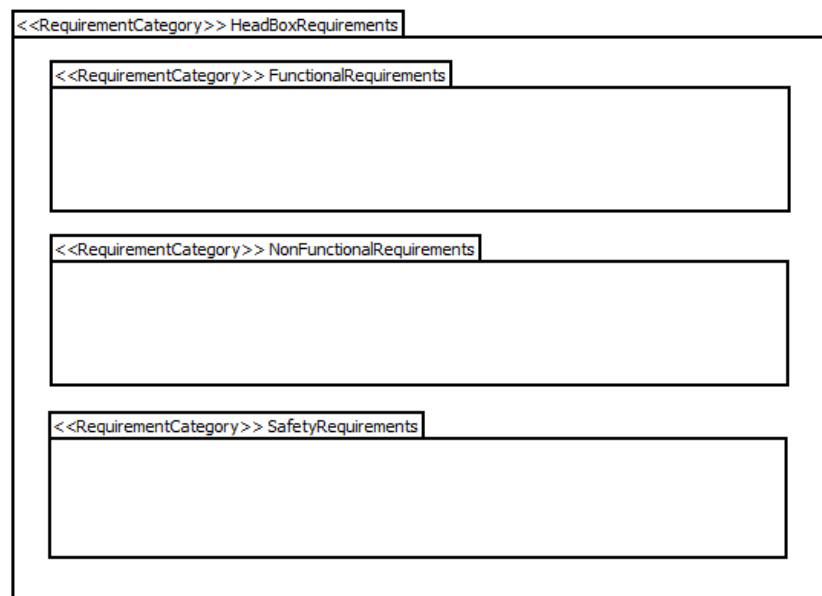 <<RequirementCategory>> HeadBoxRequirements
<<RequirementCategory>> FunctionalRequirements
<<RequirementCategory>> NonFunctionalRequirements
<<RequirementCategory>> SafetyRequirements